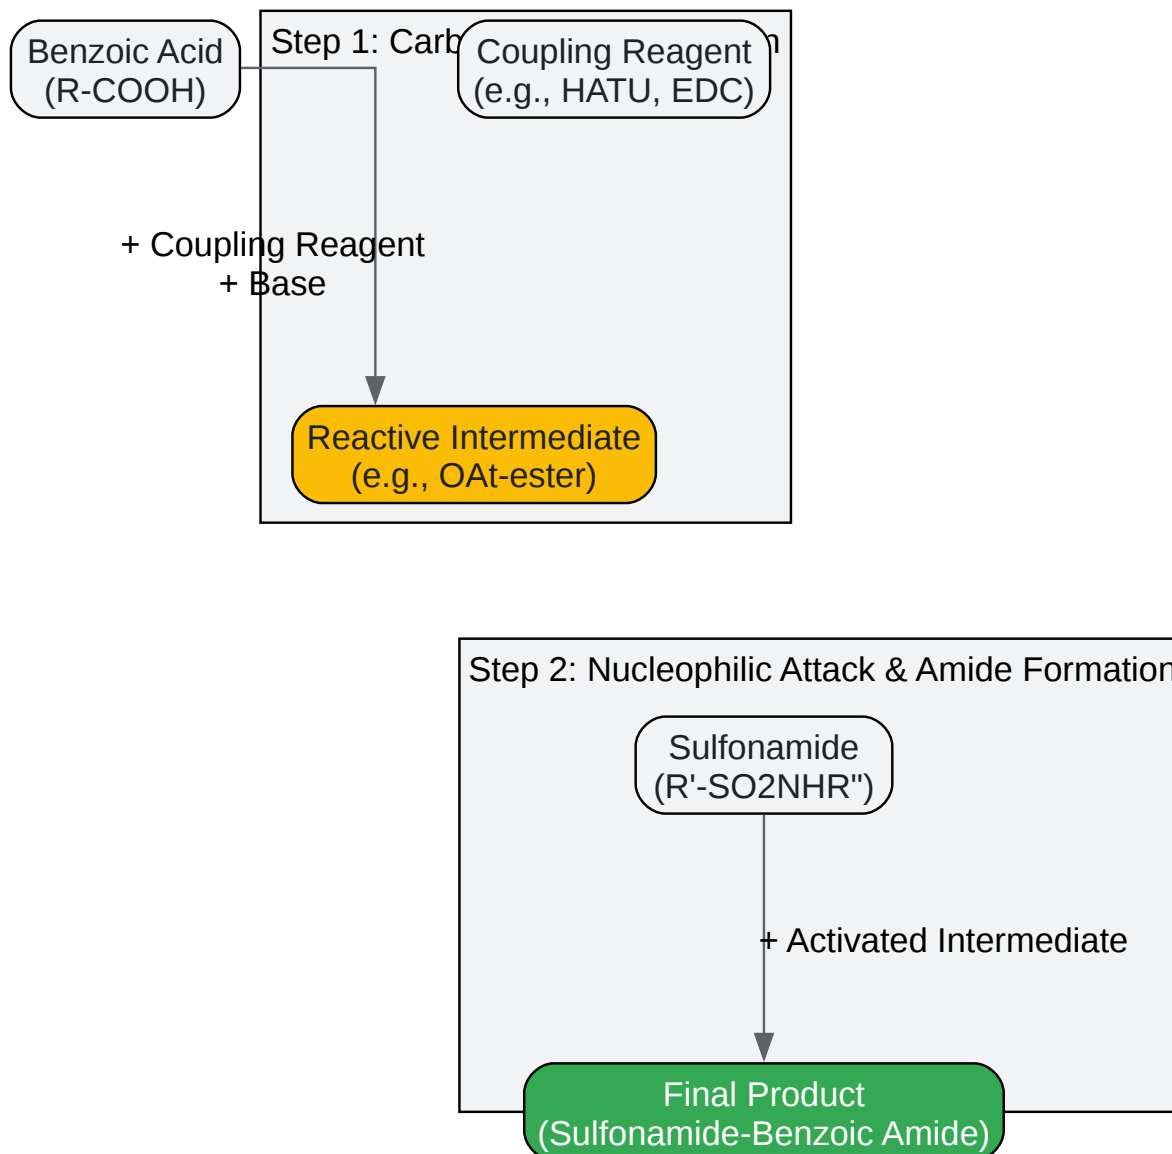 Benzoic Acid
(R-COOH)
Step 1: Carb
n
Coupling Reagent
(e.g., HATU, EDC)
+ Coupling Reagent
+ Base
Reactive Intermediate
(e.g., OAt-ester)
Step 2: Nucleophilic Attack & Amide Formation
Sulfonamide
(R'-SO2NHR")
+ Activated Intermediate
Final Product
(Sulfonamide-Benzoic Amide)